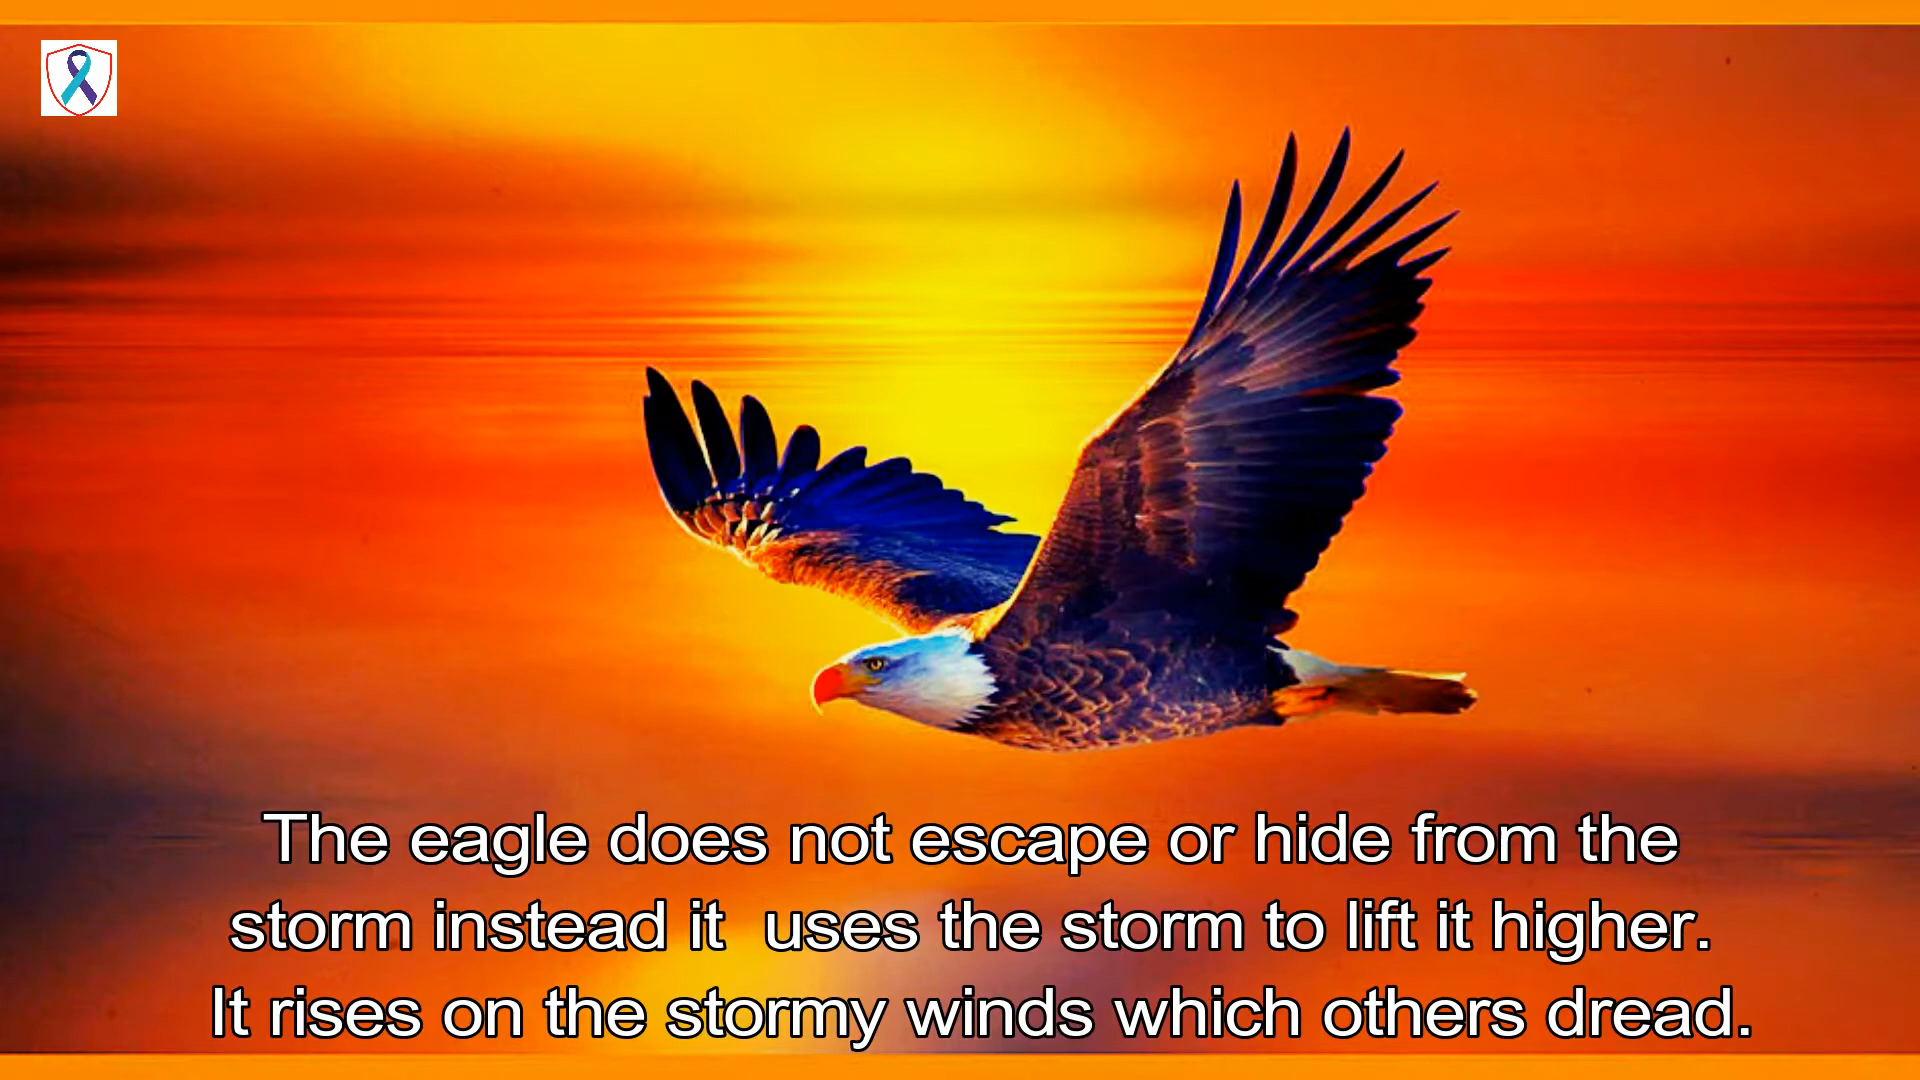 The eagle does not escape or hide from the
storm instead it  uses the storm to lift it higher.
It rises on the stormy winds which others dread.